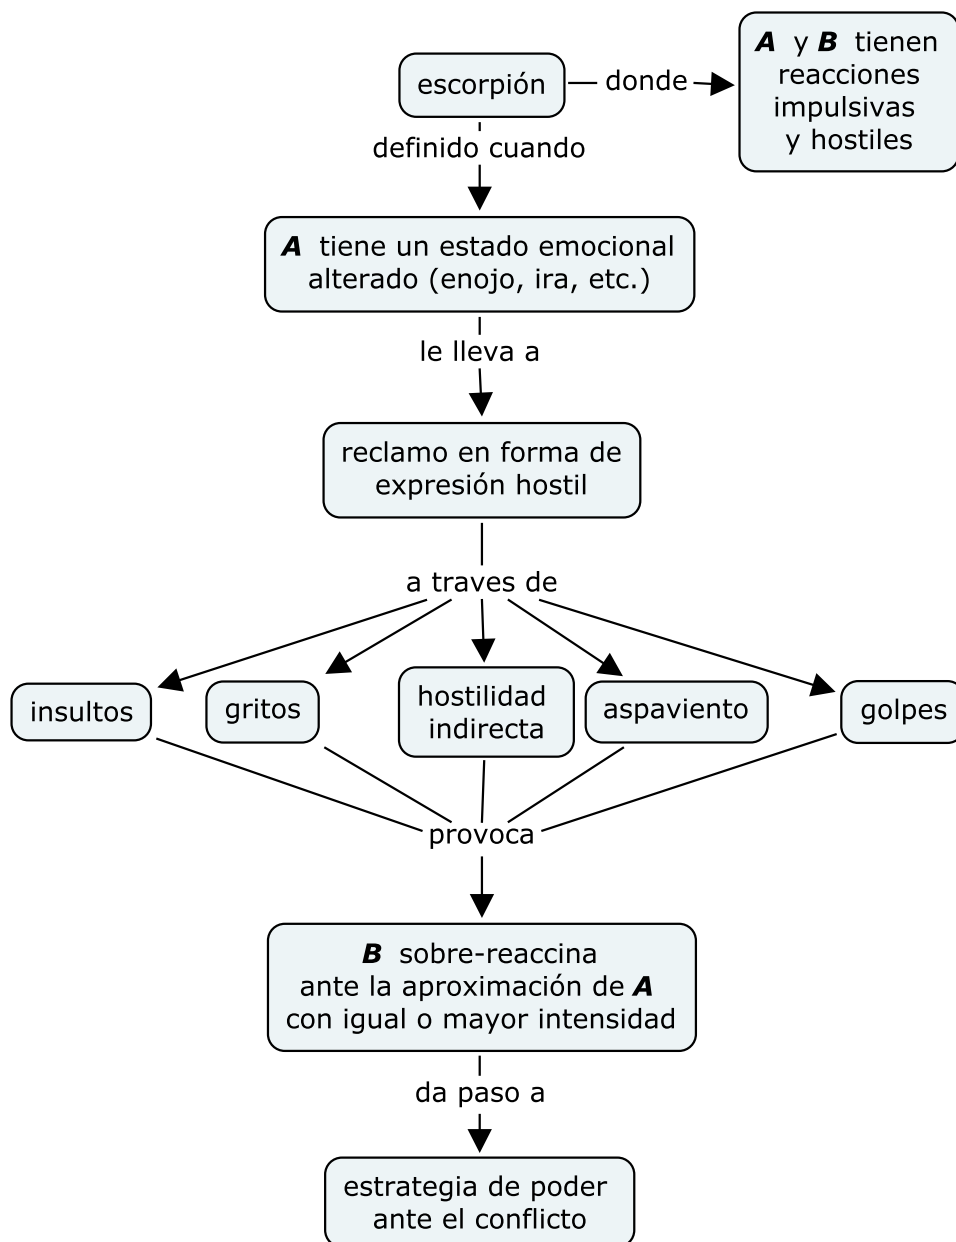 escorpión
donde
A y B tienen
reacciones
impulsivas
y hostiles
definido cuando
A tiene un estado emocional
alterado (enojo, ira, etc.)
le lleva a
reclamo en forma de
expresión hostil
a traves de
insultos
gritos
hostilidad
indirecta
aspaviento
golpes
provoca
B sobre-reaccina
ante la aproximación de A
con igual o mayor intensidad
da paso a
estrategia de poder
ante el conflicto